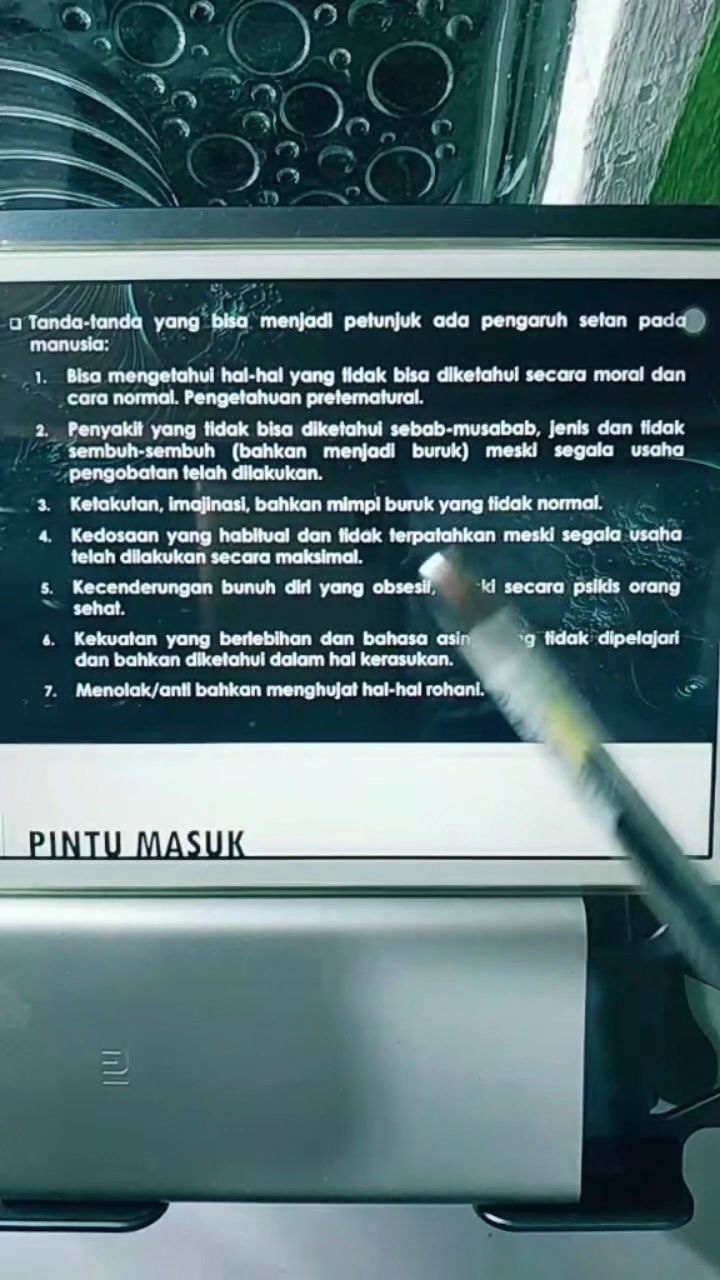 Tanda-tanda yang bisa menjadi petunjuk ada pengaruh setan pada
manusia:
1. Bisa mengetahui hal-hal yang tidak bisa diketahui secara moral dan
cara normal. Pengetahuan preternatural.
2. Penyakit yang tidak bisa diketahui sebab-musabab, jenis dan tidak
sembuh-sembuh (bahkan menjadi buruk) meski segala usaha
pengobatan telah dilakukan.
3. Ketakutan, imajinasi, bahkan mimpi buruk yang tidak normal.
4. Kedosaan yang habitual dan tidak terpatahkan meski segala usaha
telah dilakukan secara maksimal.
5. Kecenderungan bunuh diri yang obsesif, secara psikis orang
sehat.
6. Kekuatan yang berlebihan dan bahasa tidak dipelajari
dan bahkan diketahui dalam hal kerasukan.
7. Menolak/anti bahkan menghujat hal-hal rohani.
PINTU MASUK